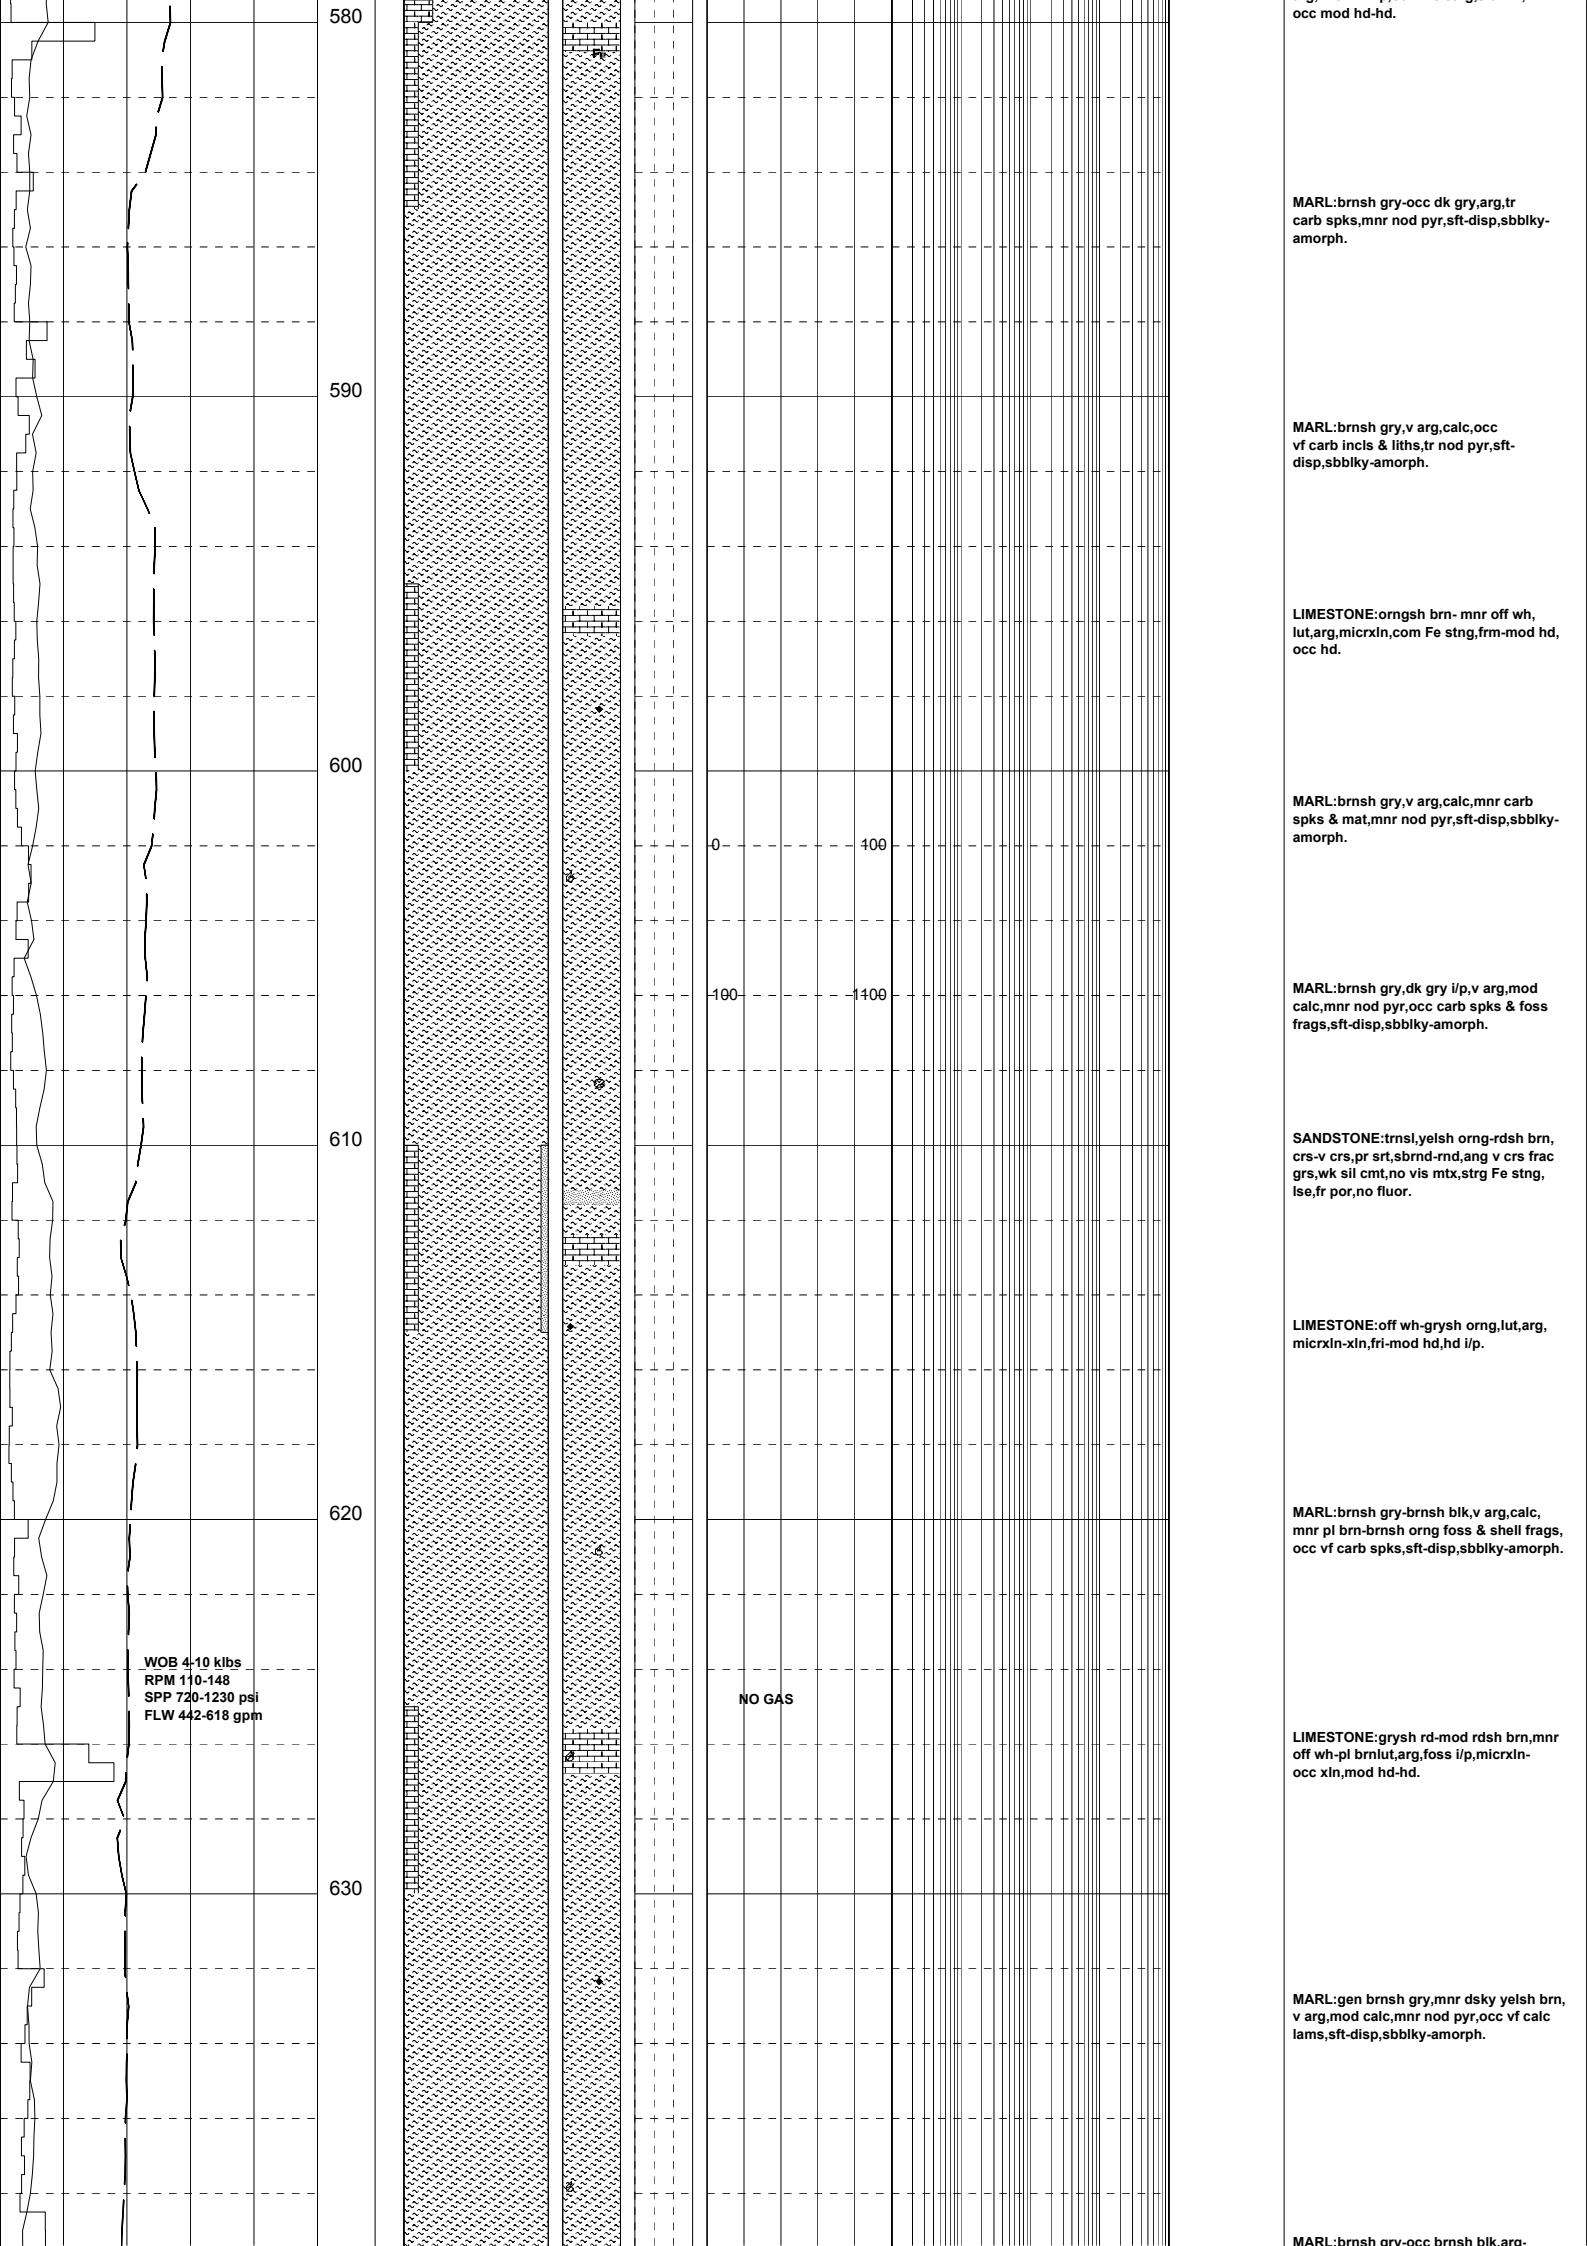 580
occ mod hd-hd.
MARL:brnsh gry-occ dk gry,arg,tr
carb spks,mnr nod pyr,sft-disp,sbblky-
amorph.
590
MARL:brnsh gry,v arg,calc,occ
vf carb incls & liths,tr nod pyr,sft-
disp,sbblky-amorph.
LIMESTONE:orngsh brn- mnr off wh,
lut,arg,micrxln,com Fe stng,frm-mod hd,
occ hd.
600
MARL:brnsh gry,v arg,calc,mnr carb
spks & mat,mnr nod pyr,sft-disp,sbblky-
amorph.
0 100
100 1100
MARL:brnsh gry,dk gry i/p,v arg,mod
calc,mnr nod pyr,occ carb spks & foss
frags,sft-disp,sbblky-amorph.
610
SANDSTONE:trnsl,yelsh orng-rdsh brn,
crs-v crs,pr srt,sbrnd-rnd,ang v crs frac
grs,wk sil cmt,no vis mtx,strg Fe stng,
lse,fr por,no fluor.
LIMESTONE:off wh-grysh orng,lut,arg,
micrxln-xln,fri-mod hd,hd i/p.
620
MARL:brnsh gry-brnsh blk,v arg,calc,
mnr pl brn-brnsh orng foss & shell frags,
occ vf carb spks,sft-disp,sbblky-amorph.
WOB 4-10 klbs
RPM 110-148
SPP 720-1230 psi
FLW 442-618 gpm
NO GAS
LIMESTONE:grysh rd-mod rdsh brn,mnr
off wh-pl brnlut,arg,foss i/p,micrxln-
occ xln,mod hd-hd.
630
MARL:gen brnsh gry,mnr dsky yelsh brn,
v arg,mod calc,mnr nod pyr,occ vf calc
lams,sft-disp,sbblky-amorph.
MARL:brnsh gry-occ brnsh blk,arg-